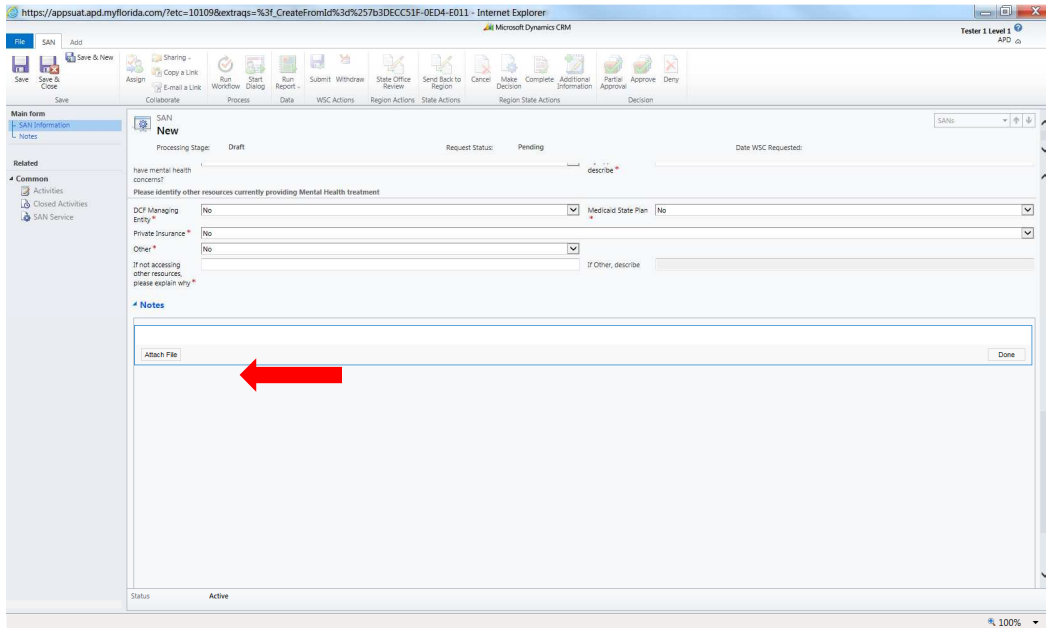 https://appsuat.apd.myflorida.com/?etc=10109&extraqs=%3f_CreateFromId%3d%257b3DECC51F-0ED4-E011 - Internet Explorer
Microsoft Dynamics CRM
Tester 1 Level 1
APD
File SAN Add
Save
Save & Close
Save & New
Save
Assign
Sharing
Copy a Link
E-mail a Link
Collaborate
Run Workflow
Start Dialog
Process
Run Report
Data
Submit Withdraw
WSC Actions
State Office Review
Region Actions
Send Back to Region
State Actions
Cancel
Make Decision
Complete
Additional Information
Region State Actions
Partial Approval
Approve Deny
Decision
Main form
SAN Information
Notes
Related
Common
Activities
Closed Activities
SAN Service
SAN
New
SANs
Processing Stage: Draft Request Status: Pending Date WSC Requested:
have mental health
concerns?
describe *
Please identify other resources currently providing Mental Health treatment
DCF Managing Entity * No Medicaid State Plan * No
Private Insurance * No
Other * No
If not accessing
other resources,
please explain why *
If Other, describe
Notes
Attach File Done
Status Active
100%